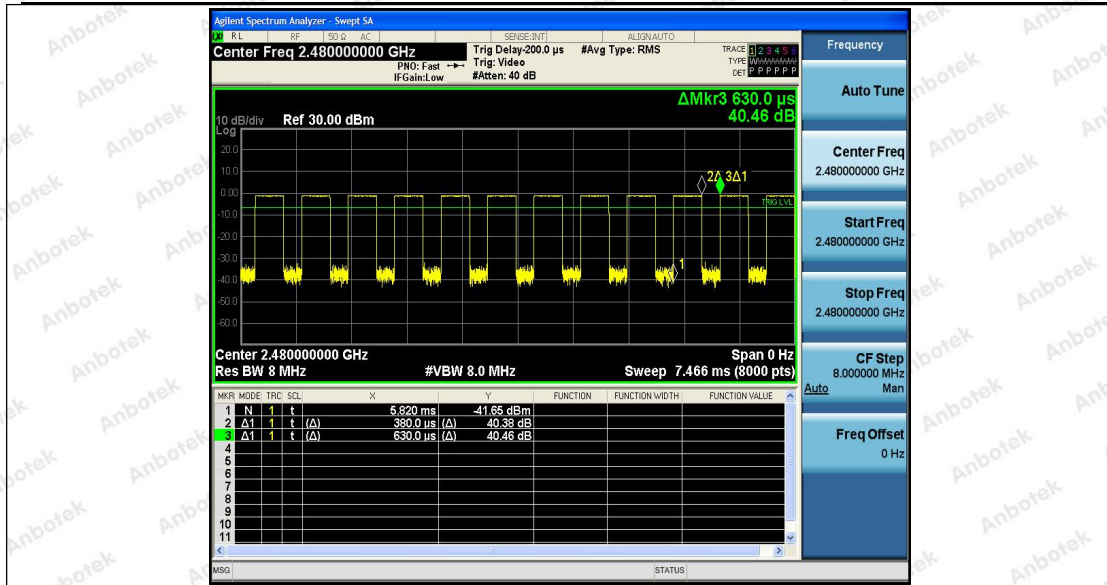 Agilent Spectrum Analyzer - Swept SA
RL RF 50 Ω AC SENSE:INT ALIGNAUTO
Center Freq 2.480000000 GHz
PNO: Fast
IFGain:Low
Trig Delay-200.0 µs
Trig: Video
#Atten: 40 dB
#Avg Type: RMS
TRACE 1 2 3 4 5 6
TYPE
DET P P P P P P
ΔMkr3 630.0 µs
40.46 dB
10 dB/div Ref 30.00 dBm
Log
20.0
10.0
0.00
-10.0
-20.0
-30.0
-40.0
-50.0
-60.0
2Δ 3Δ1
TRIG LVL
1
Center 2.480000000 GHz Span 0 Hz
Res BW 8 MHz #VBW 8.0 MHz Sweep 7.466 ms (8000 pts)
MKR MODE TRC SCL X Y FUNCTION FUNCTION WIDTH FUNCTION VALUE
1 N 1 t 5.820 ms -41.65 dBm
2 Δ1 1 t (Δ) 380.0 µs (Δ) 40.38 dB
3 Δ1 1 t (Δ) 630.0 µs (Δ) 40.46 dB
4
5
6
7
8
9
10
11
MSG STATUS
Frequency
Auto Tune
Center Freq
2.480000000 GHz
Start Freq
2.480000000 GHz
Stop Freq
2.480000000 GHz
CF Step
8.000000 MHz
Auto Man
Freq Offset
0 Hz
Anbotek